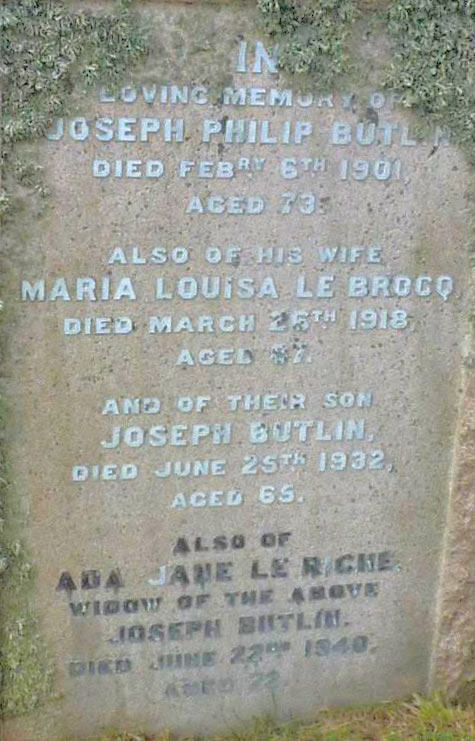 IN
LOVING MEMORY OF
JOSEPH PHILIP BUTLIN
DIED FEBRY 6TH 1901,
AGED 73.
ALSO OF HIS WIFE
MARIA LOUISA LE BROCQ
DIED MARCH 26TH 1918
AGED 87.
AND OF THEIR SON
JOSEPH BUTLIN,
DIED JUNE 25TH 1932,
AGED 65.
ALSO OF
ADA JANE LE RICHE.
WIDOW OF THE ABOVE
JOSEPH BUTLIN.
DIED JUNE 22ND 1940.
AGED